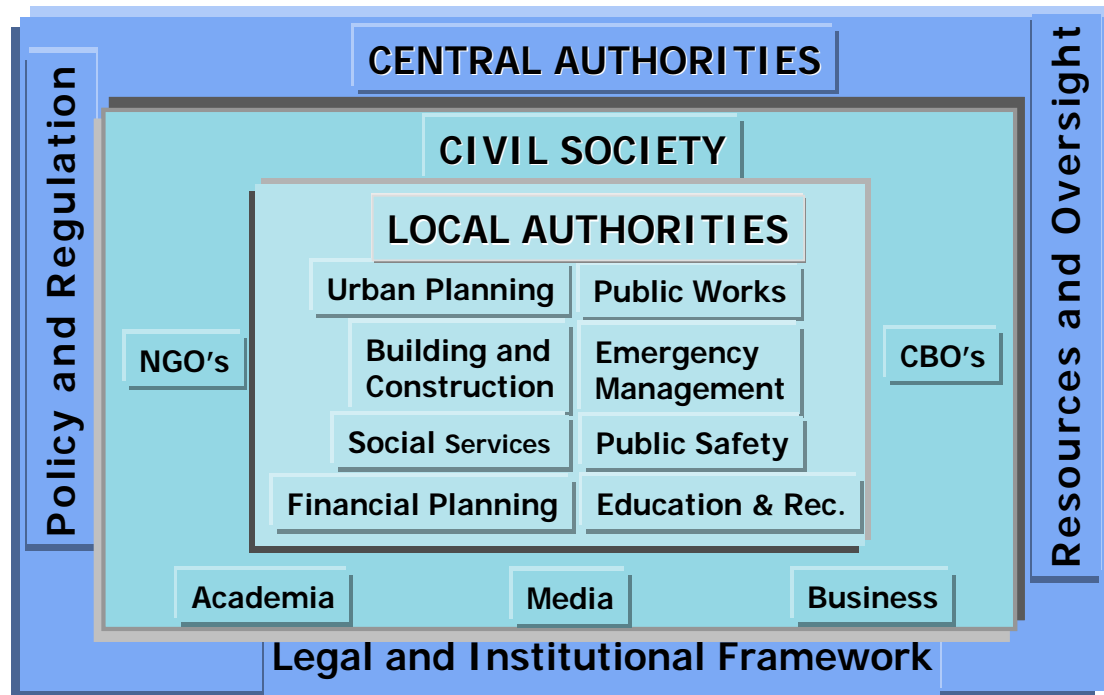 CENTRAL AUTHORITIES
Policy and Regulation
Resources and Oversight
CIVIL SOCIETY
LOCAL AUTHORITIES
Urban Planning
Public Works
Building and
Construction
Emergency
Management
Social Services
Public Safety
Financial Planning
Education & Rec.
NGO's
CBO's
Academia
Media
Business
Legal and Institutional Framework